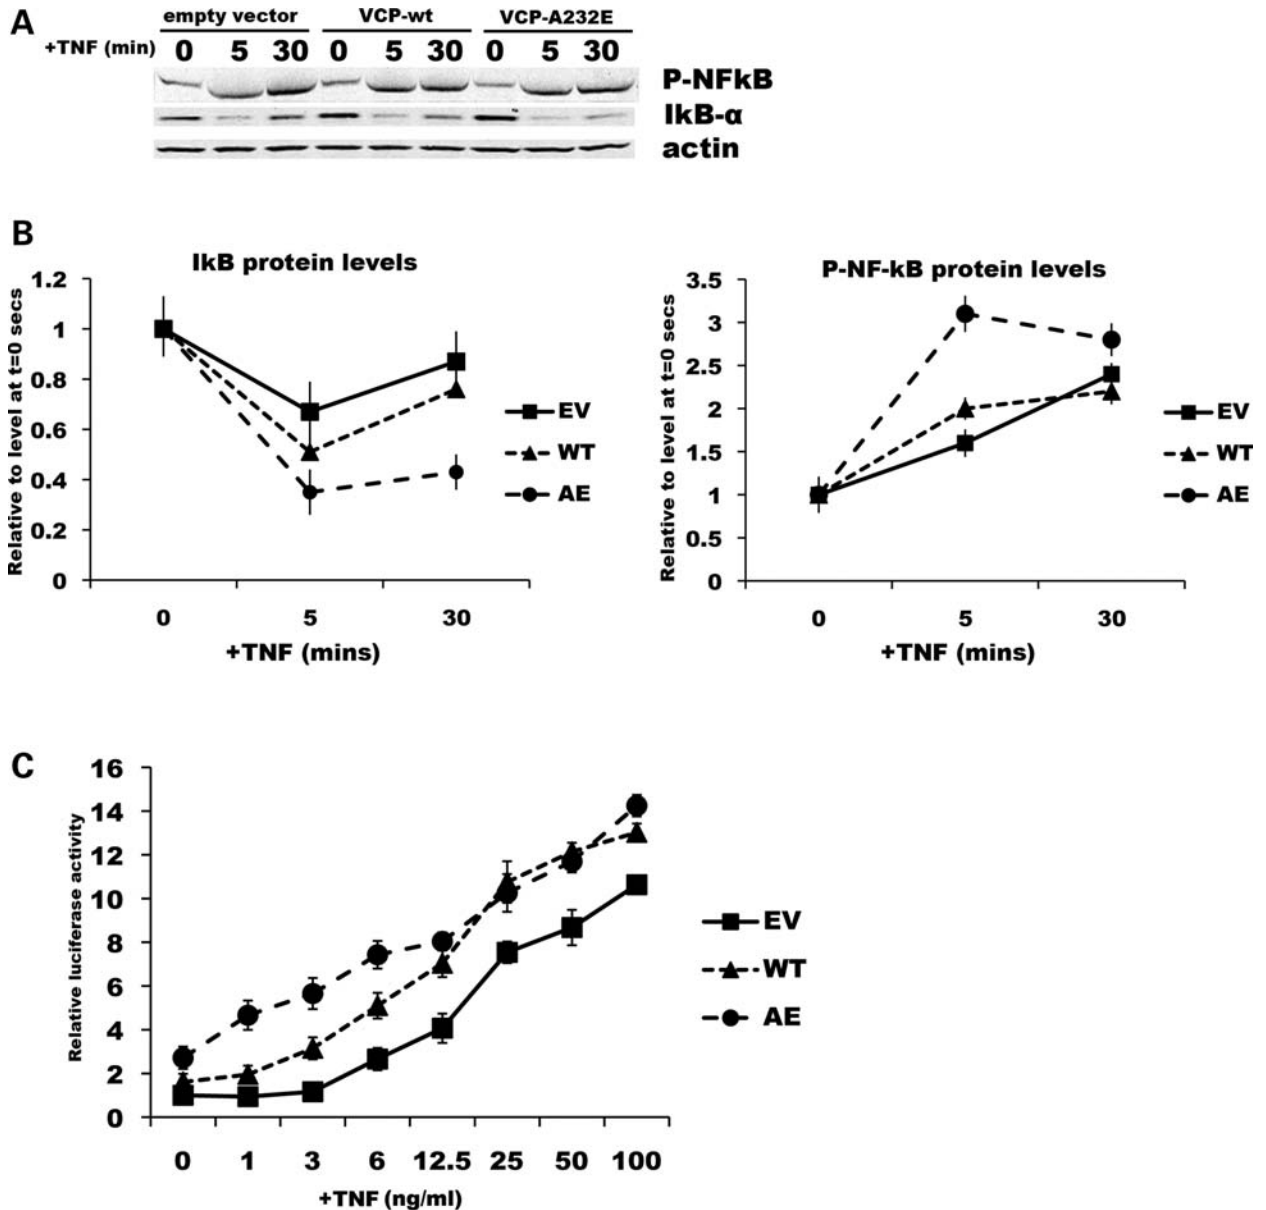 A
empty vector VCP-wt VCP-A232E
+TNF (min) 0 5 30 0 5 30 0 5 30
P-NFkB
IkB-α
actin
B
IkB protein levels
Relative to level at t=0 secs
1.2
1
0.8
0.6
0.4
0.2
0
0 5 30
+TNF (mins)
EV
WT
AE
P-NF-kB protein levels
Relative to level at t=0 secs
3.5
3
2.5
2
1.5
1
0.5
0
0 5 30
+TNF (mins)
EV
WT
AE
C
Relative luciferase activity
16
14
12
10
8
6
4
2
0
0 1 3 6 12.5 25 50 100
+TNF (ng/ml)
EV
WT
AE